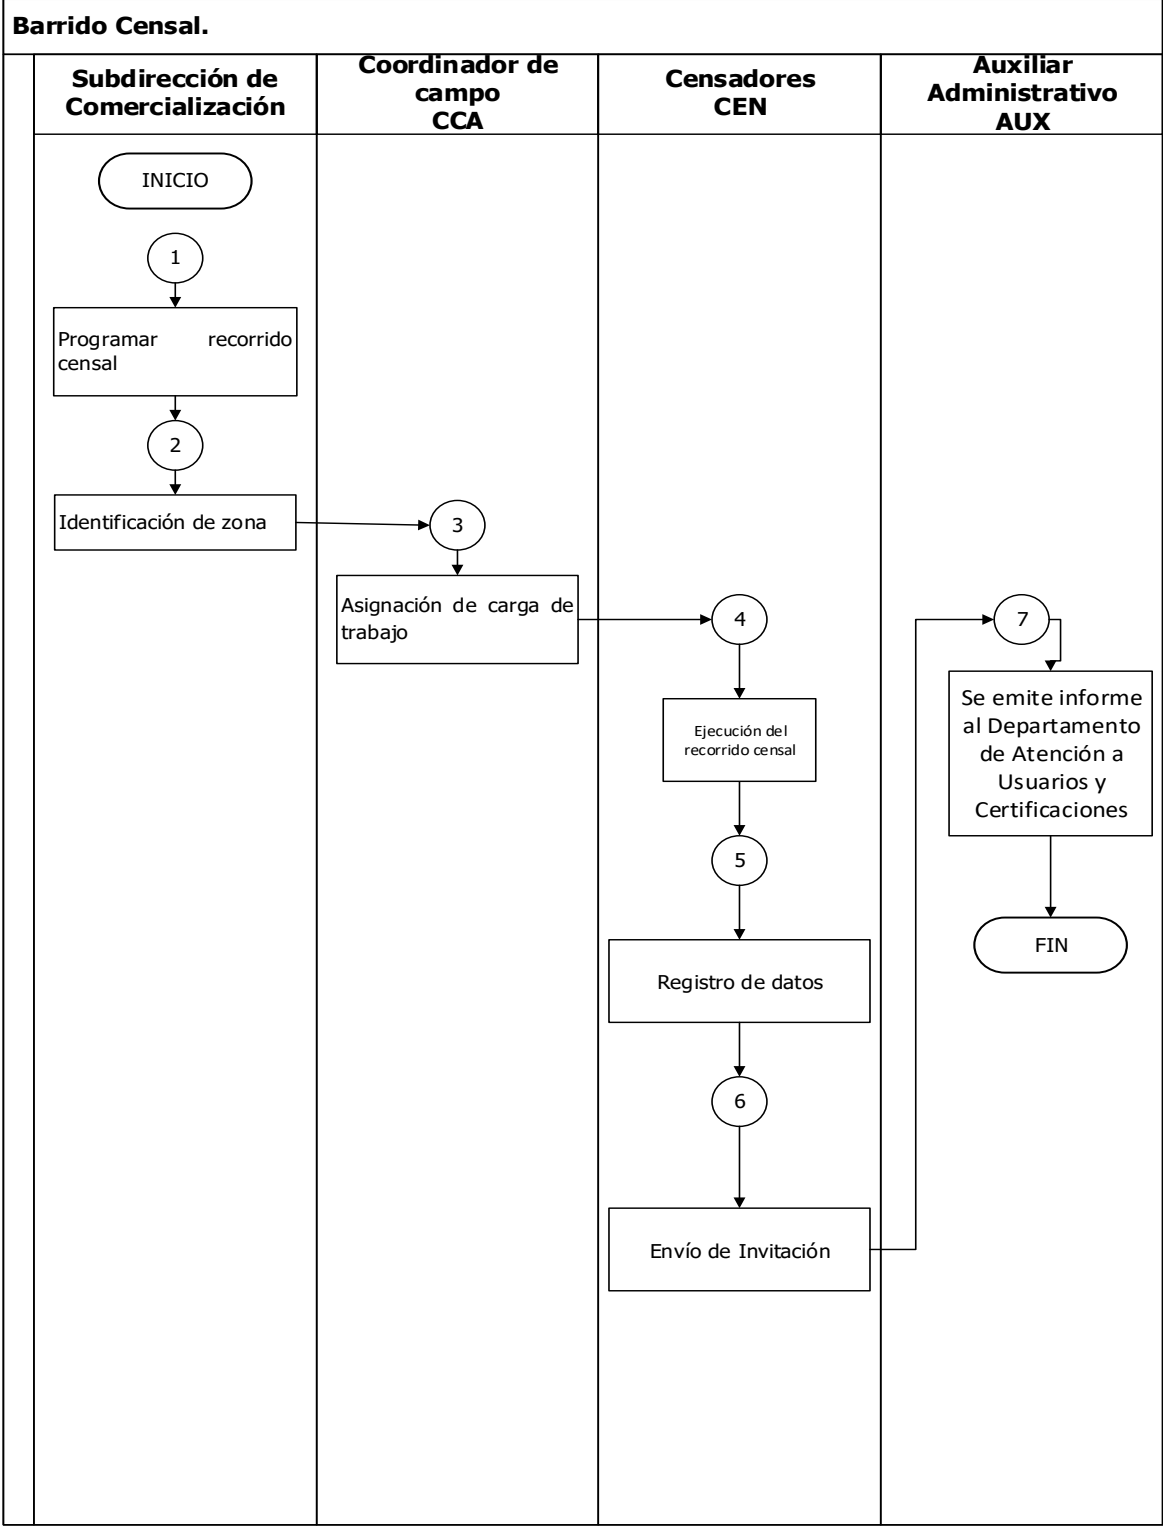 Barrido Censal.
Subdirección de
Comercialización
Coordinador de
campo
CCA
Censadores
CEN
Auxiliar
Administrativo
AUX
INICIO
1
Programar recorrido
censal
2
Identificación de zona
3
Asignación de carga de
trabajo
4
Ejecución del
recorrido censal
5
Registro de datos
6
Envío de Invitación
7
Se emite informe
al Departamento
de Atención a
Usuarios y
Certificaciones
FIN